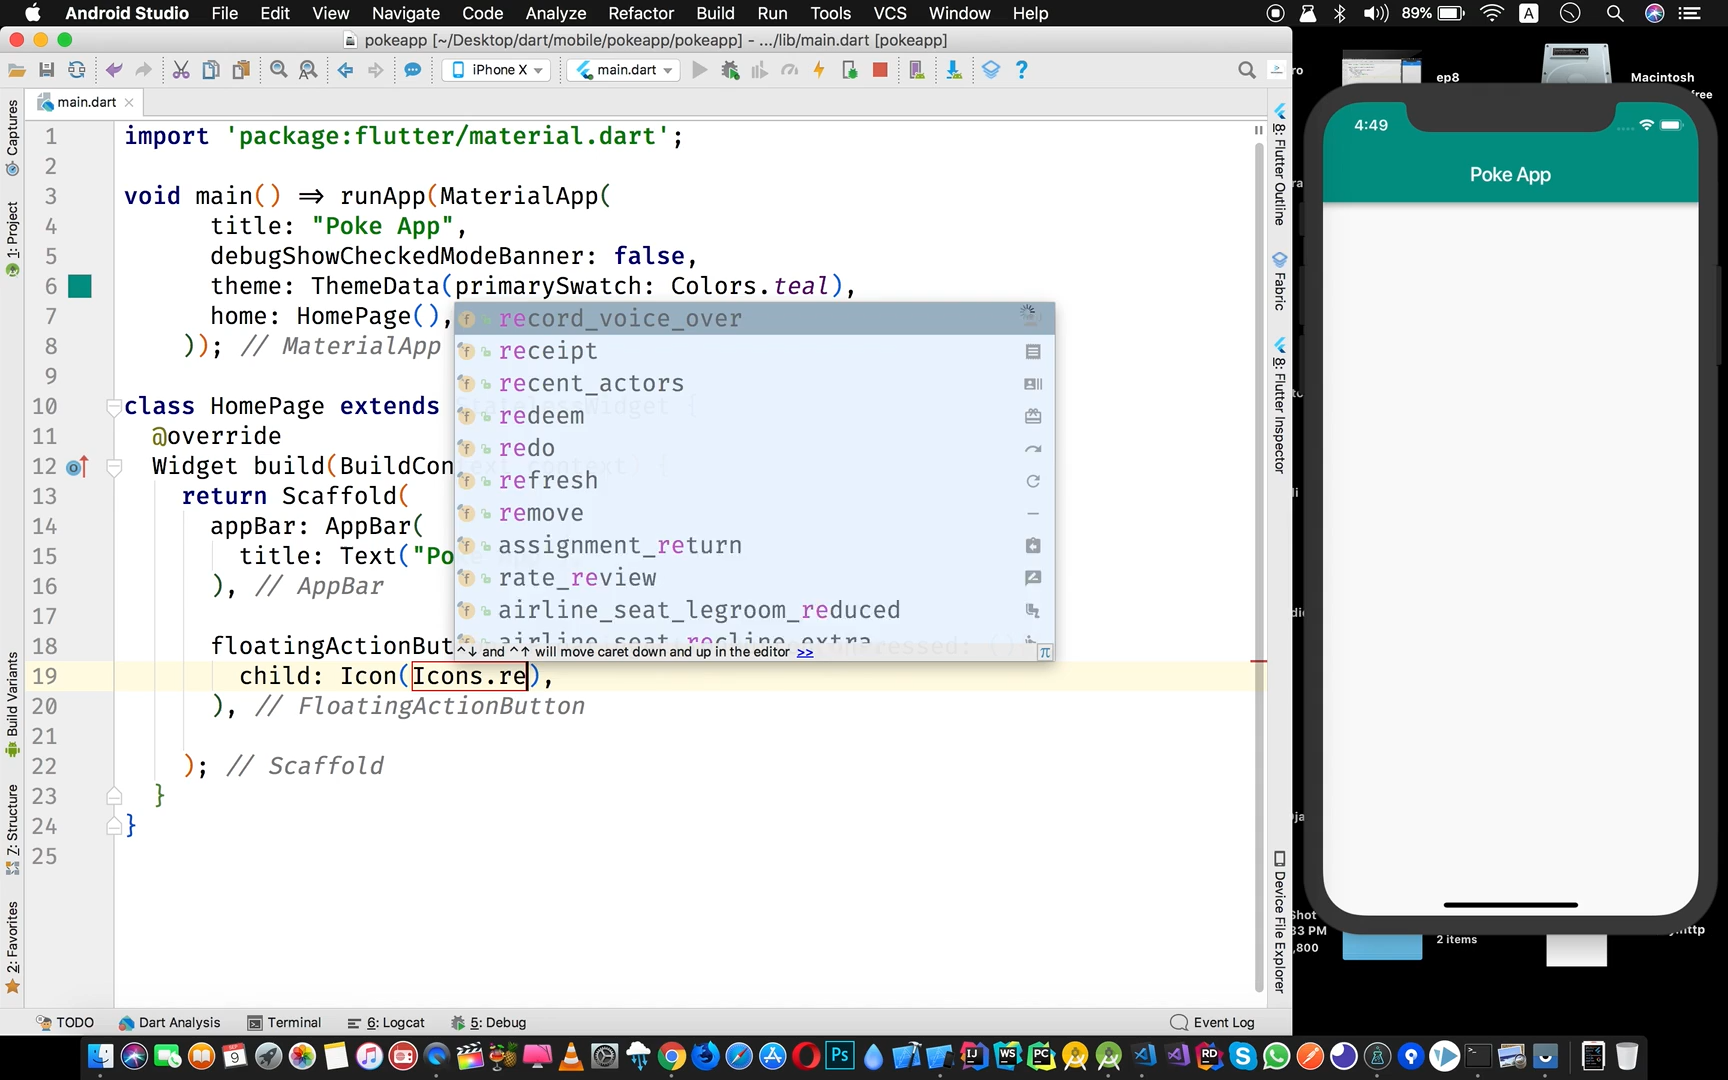 Android Studio File Edit View Navigate Code Analyze Refactor Build Run Tools VCS Window Help 89% A
pokeapp [~/Desktop/dart/mobile/pokeapp/pokeapp] - .../lib/main.dart [pokeapp]
iPhone X main.dart
main.dart
1 import 'package:flutter/material.dart';
2
3 void main() => runApp(MaterialApp(
4 title: "Poke App",
5 debugShowCheckedModeBanner: false,
6 theme: ThemeData(primarySwatch: Colors.teal),
7 home: HomePage(),
8 )); // MaterialApp
9
10 class HomePage extends
11 @override
12 Widget build(BuildCon
13 return Scaffold(
14 appBar: AppBar(
15 title: Text("Po
16 ), // AppBar
17
18 floatingActionBut
19 child: Icon(Icons.re),
20 ), // FloatingActionButton
21
22 ); // Scaffold
23 }
24 }
25
record_voice_over
receipt
recent_actors
redeem
redo
refresh
remove
assignment_return
rate_review
airline_seat_legroom_reduced
airline_seat_recline_extra
^↓ and ^↑ will move caret down and up in the editor >>
Captures
1: Project
Build Variants
7: Structure
2: Favorites
8: Flutter Outline
Fabric
8: Flutter Inspector
Device File Explorer
TODO Dart Analysis Terminal 6: Logcat 5: Debug Event Log
4:49
Poke App
ep8
Macintosh
free
2 items
Shot
33 PM
,800